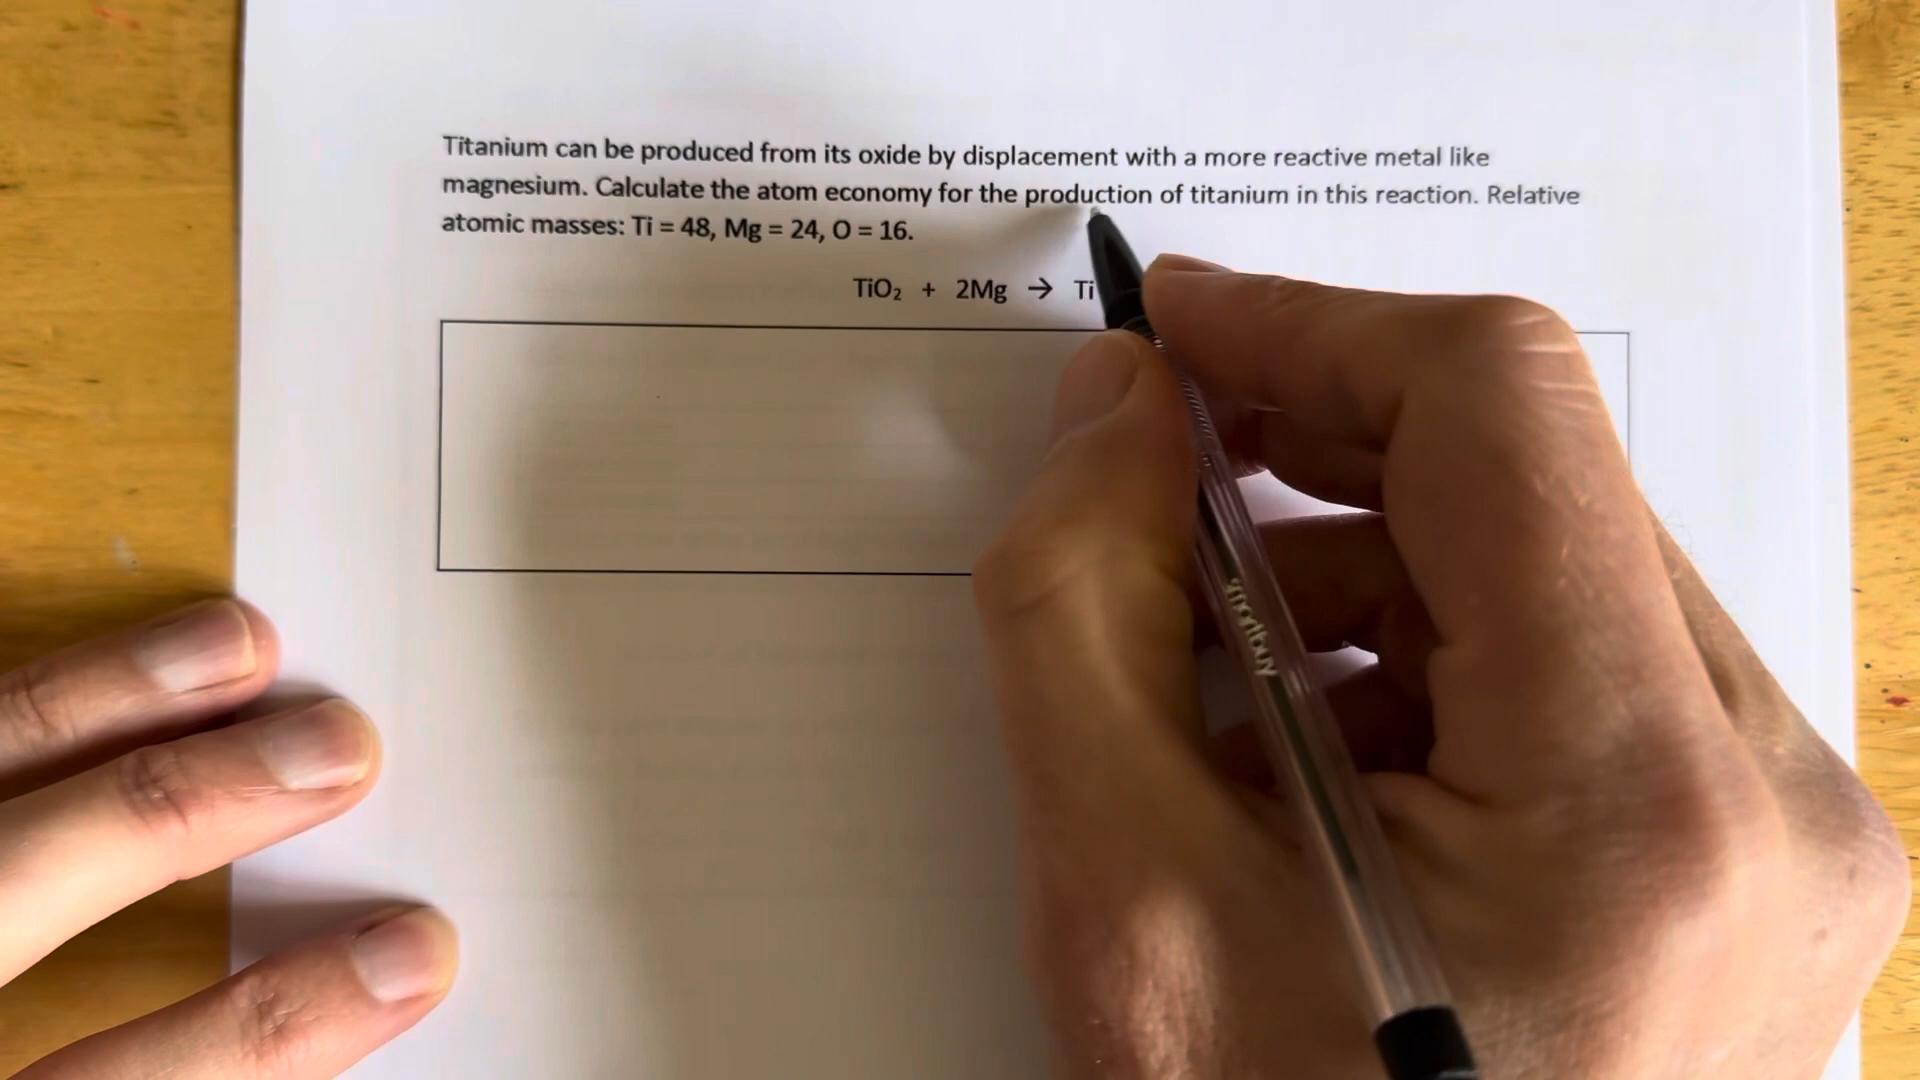 Titanium can be produced from its oxide by displacement with a more reactive metal like
magnesium. Calculate the atom economy for the production of titanium in this reaction. Relative
atomic masses: Ti = 48, Mg = 24, O = 16.
TiO₂ + 2Mg → Ti
smartbuy